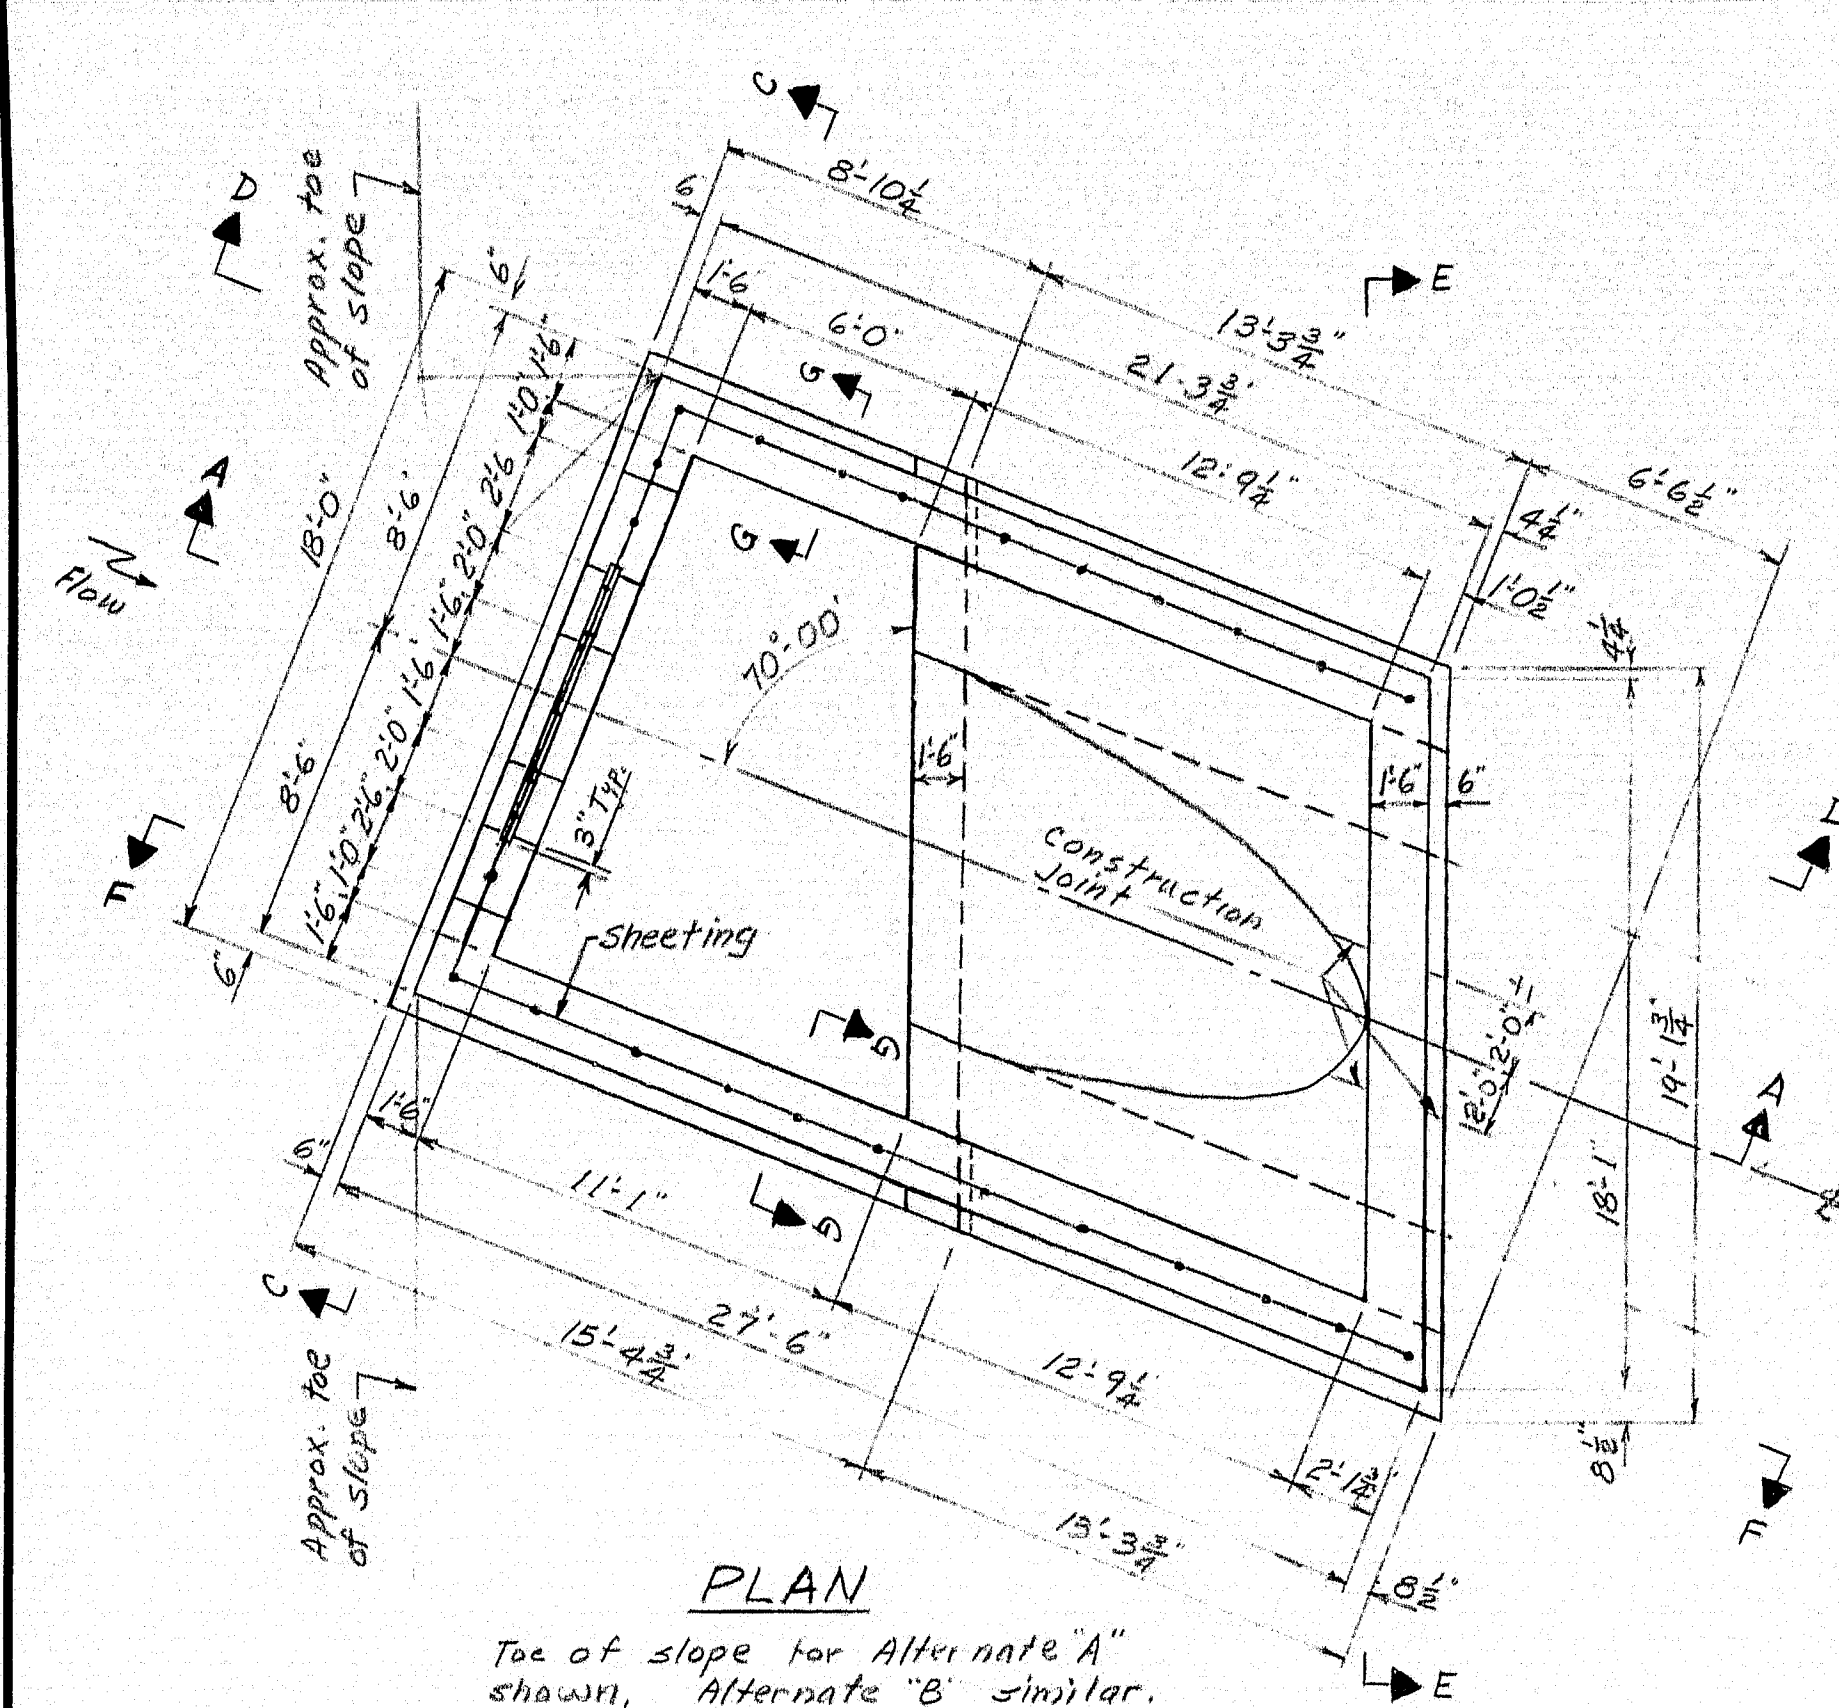 C
8'-10¼"
6"
D
Approx. toe
of slope
6"
1'-6"
6'-0"
E
13'-3¾"
21'-3¾"
12'-9¼"
6'-6½"
4¼"
1'-0½"
4¼"
G
G
1'-6"
1'-0"
2'-6"
2'-0"
1'-6"
1'-6"
2'-0"
2'-6"
1'-0"
1'-6"
18'-0"
8'-6"
8'-6"
6"
A
Flow
F
70°-00'
1'-6"
1'-6"
6"
3" TYP.
Construction
Joint
Sheeting
G
G
2'-0"
19'-1¾"
18'-1"
8½"
A
F
1'-6"
6"
11'-1"
27'-6"
15'-4¾"
12'-9¼"
2'-1¾"
13'-3¾"
8½"
C
Approx. toe
of slope
E
PLAN
Toe of slope for Alternate "A"
shown, Alternate "B" similar.